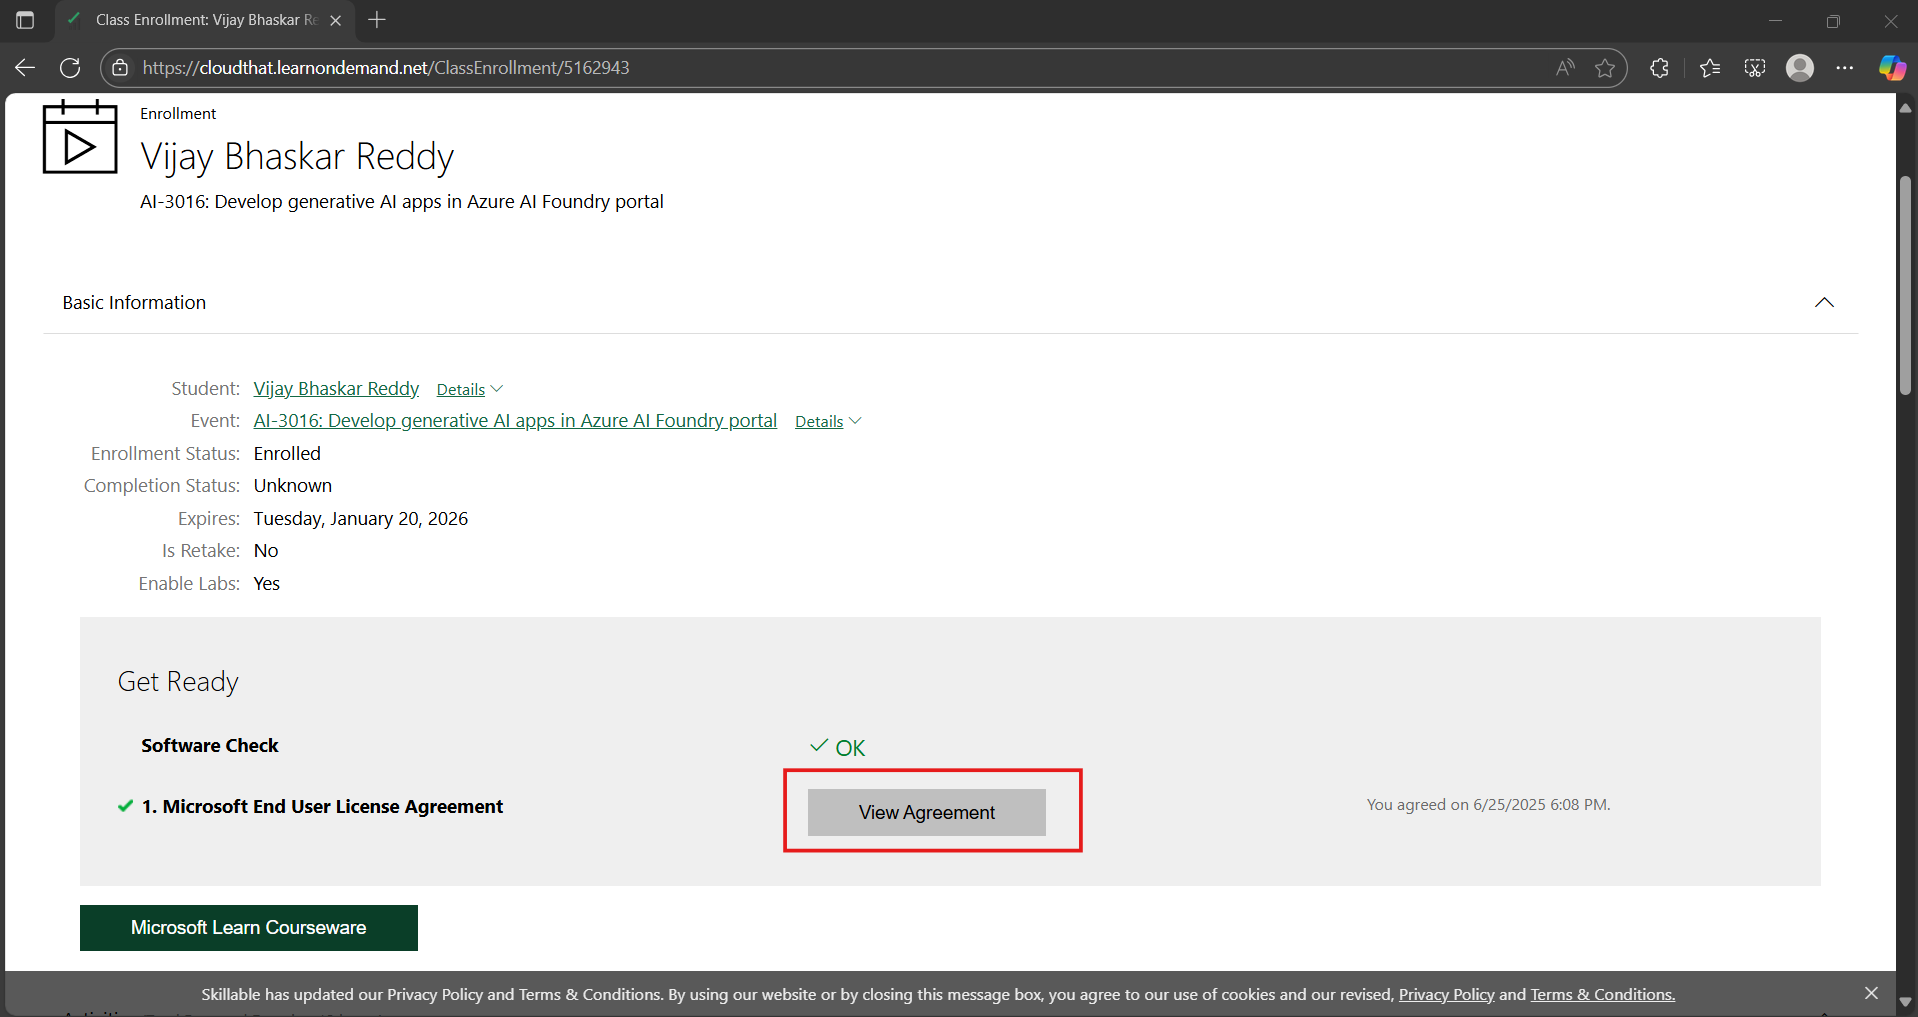 Class Enrollment: Vijay Bhaskar Re
https://cloudthat.learnondemand.net/ClassEnrollment/5162943
Enrollment
Vijay Bhaskar Reddy
AI-3016: Develop generative AI apps in Azure AI Foundry portal
Basic Information
Student: Vijay Bhaskar Reddy Details
Event: AI-3016: Develop generative AI apps in Azure AI Foundry portal Details
Enrollment Status: Enrolled
Completion Status: Unknown
Expires: Tuesday, January 20, 2026
Is Retake: No
Enable Labs: Yes
Get Ready
Software Check OK
1. Microsoft End User License Agreement View Agreement You agreed on 6/25/2025 6:08 PM.
Microsoft Learn Courseware
Skillable has updated our Privacy Policy and Terms & Conditions. By using our website or by closing this message box, you agree to our use of cookies and our revised, Privacy Policy and Terms & Conditions.